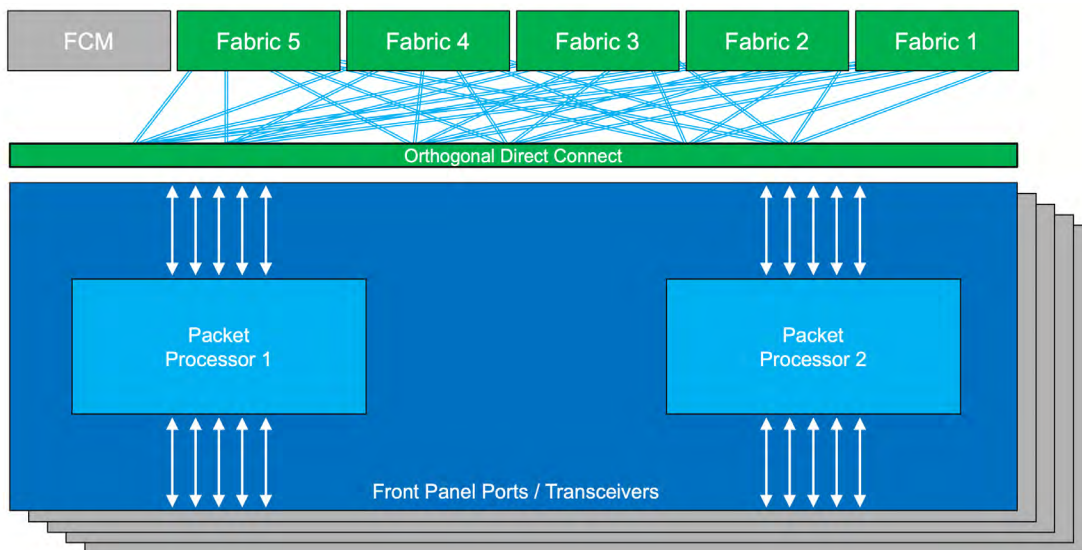 FCM
Fabric 5
Fabric 4
Fabric 3
Fabric 2
Fabric 1
Orthogonal Direct Connect
Packet
Processor 1
Packet
Processor 2
Front Panel Ports / Transceivers